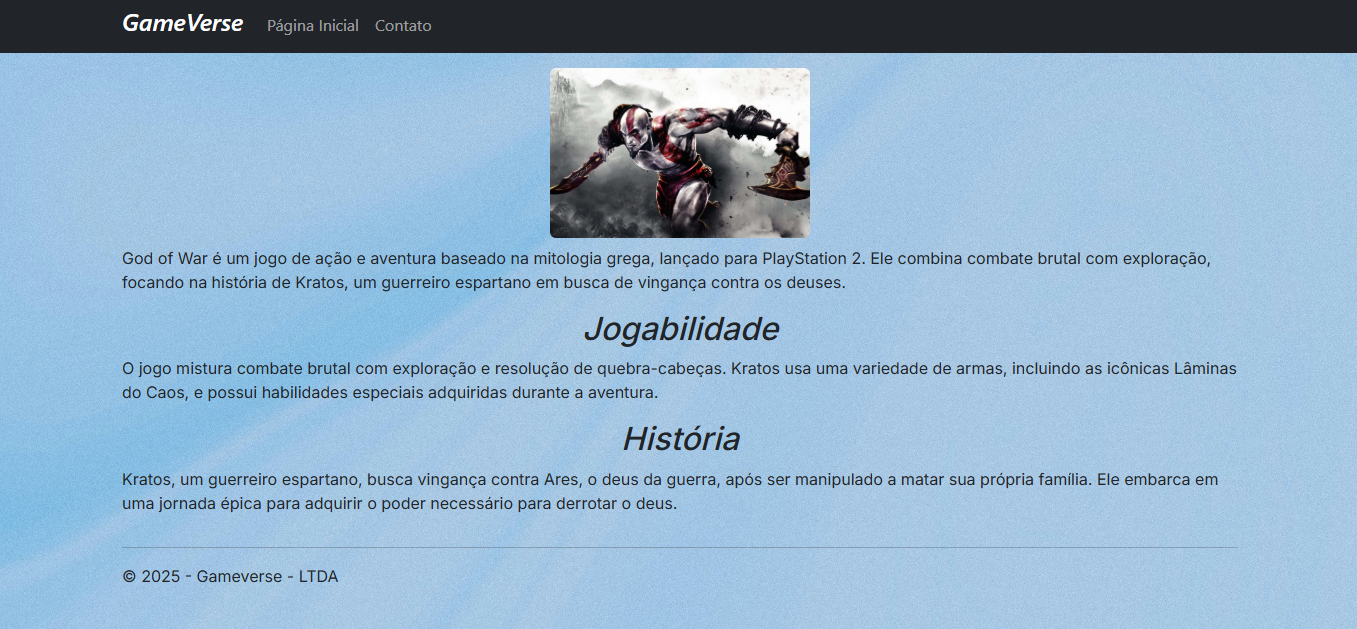 GameVerse Página Inicial Contato
God of War é um jogo de ação e aventura baseado na mitologia grega, lançado para PlayStation 2. Ele combina combate brutal com exploração,
focando na história de Kratos, um guerreiro espartano em busca de vingança contra os deuses.
Jogabilidade
O jogo mistura combate brutal com exploração e resolução de quebra-cabeças. Kratos usa uma variedade de armas, incluindo as icônicas Lâminas
do Caos, e possui habilidades especiais adquiridas durante a aventura.
História
Kratos, um guerreiro espartano, busca vingança contra Ares, o deus da guerra, após ser manipulado a matar sua própria família. Ele embarca em
uma jornada épica para adquirir o poder necessário para derrotar o deus.
© 2025 - Gameverse - LTDA